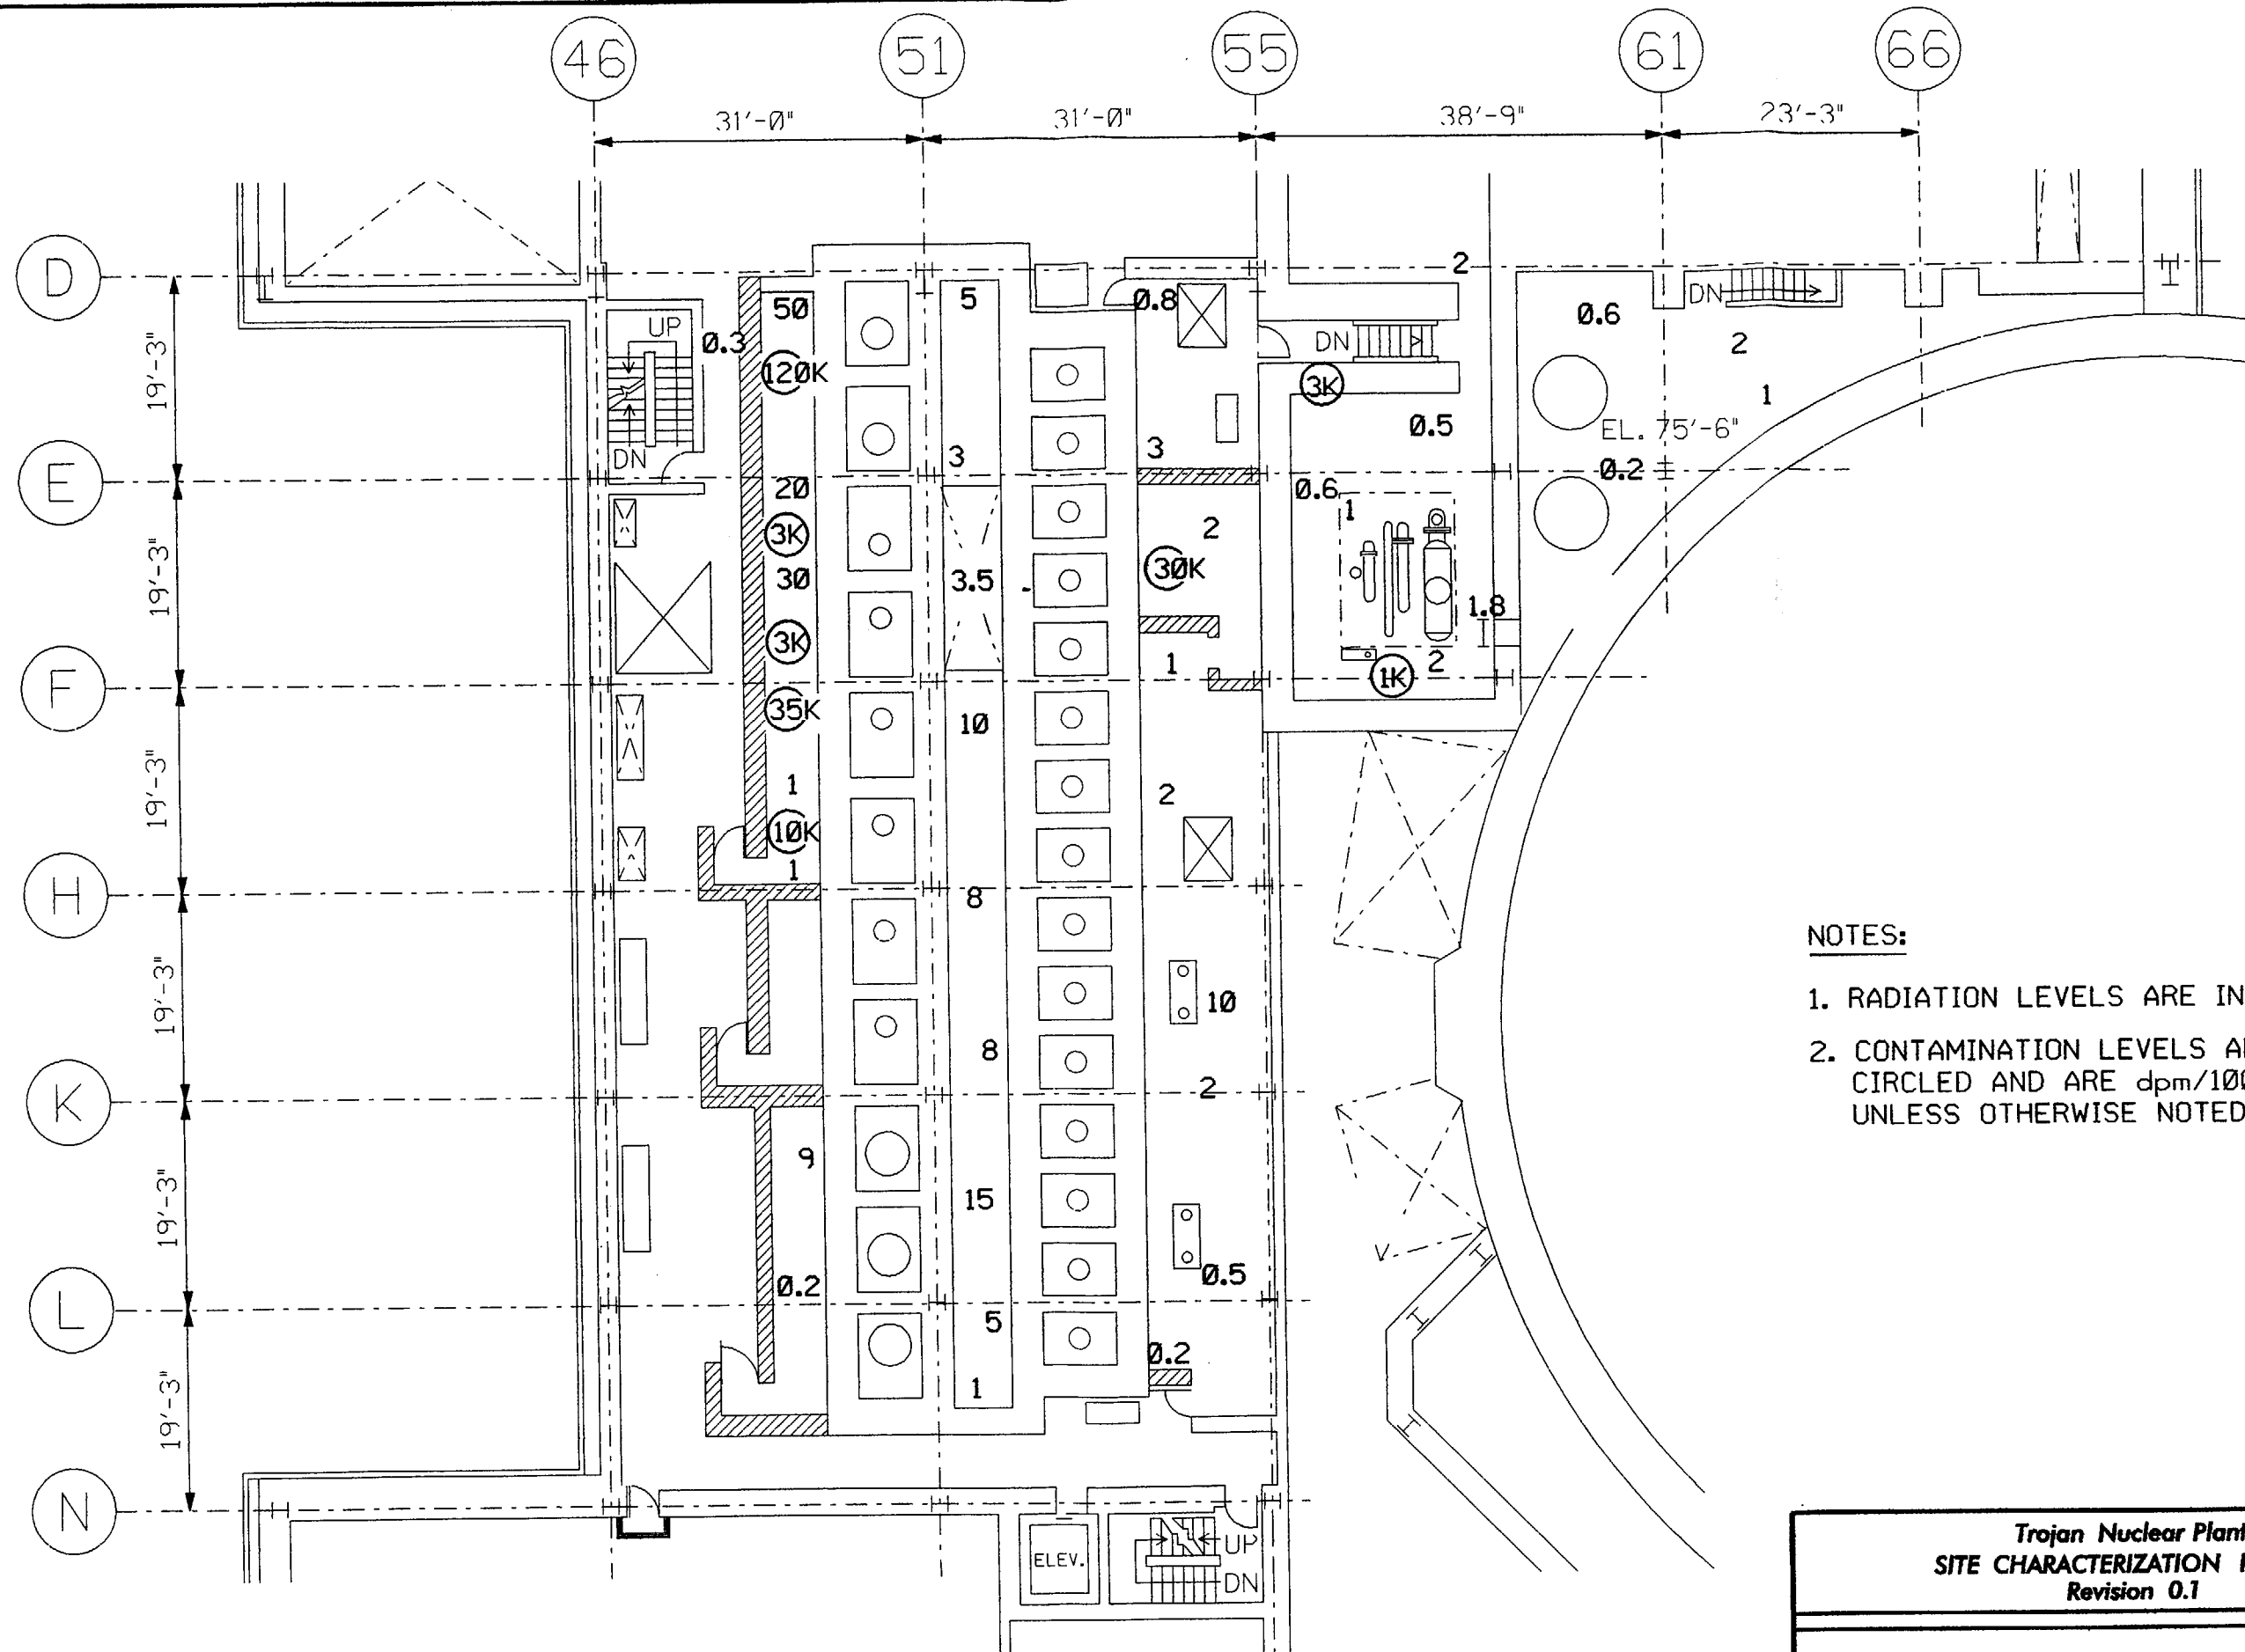 46 51 55 61 66
31'-0" 31'-0" 38'-9" 23'-3"
D
E
F
H
K
L
N
19'-3"
19'-3"
19'-3"
19'-3"
19'-3"
19'-3"
UP
DN
0.3
50
120K
20
3K
30
3K
35K
1
10K
1
9
0.2
5
3
3.5
10
8
8
15
5
1
0.8
3
2
30K
1
2
10
2
0.5
0.2
2
DN
3K
0.5
0.6
1
1.8
2
1K
0.6
DN
2
1
EL. 75'-6"
0.2
ELEV.
UP
DN
NOTES:
1. RADIATION LEVELS ARE IN
2. CONTAMINATION LEVELS A
CIRCLED AND ARE dpm/100
UNLESS OTHERWISE NOTED
Trojan Nuclear Plant
SITE CHARACTERIZATION
Revision 0.1